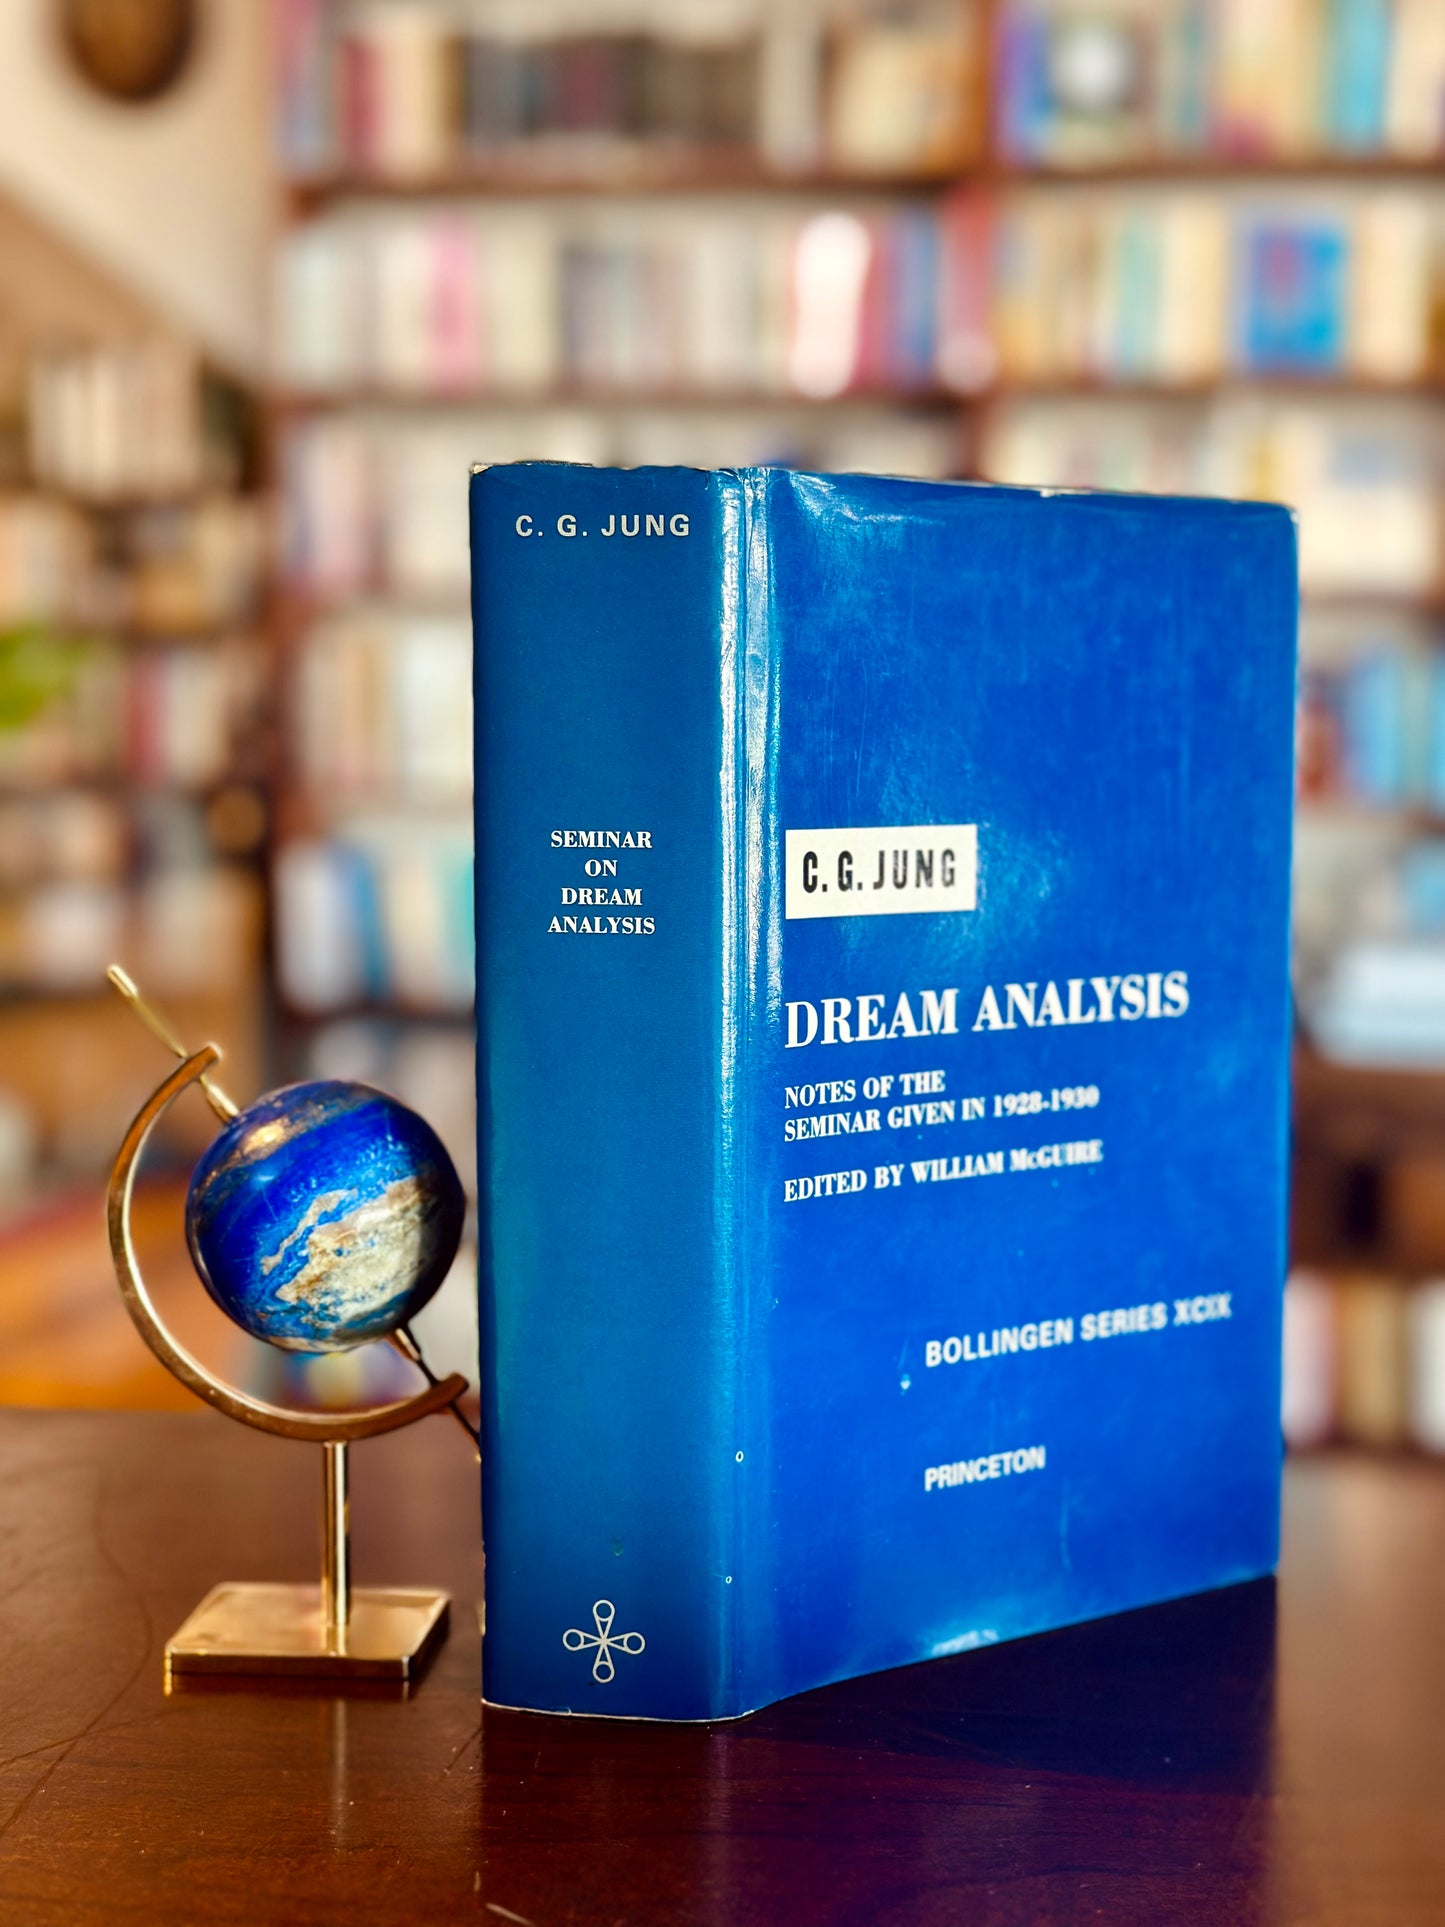 C. G. JUNG
SEMINAR
ON
DREAM
ANALYSIS
C. G. JUNG
DREAM ANALYSIS
NOTES OF THE
SEMINAR GIVEN IN 1928-1930
EDITED BY WILLIAM McGUIRE
BOLLINGEN SERIES XCIX
PRINCETON